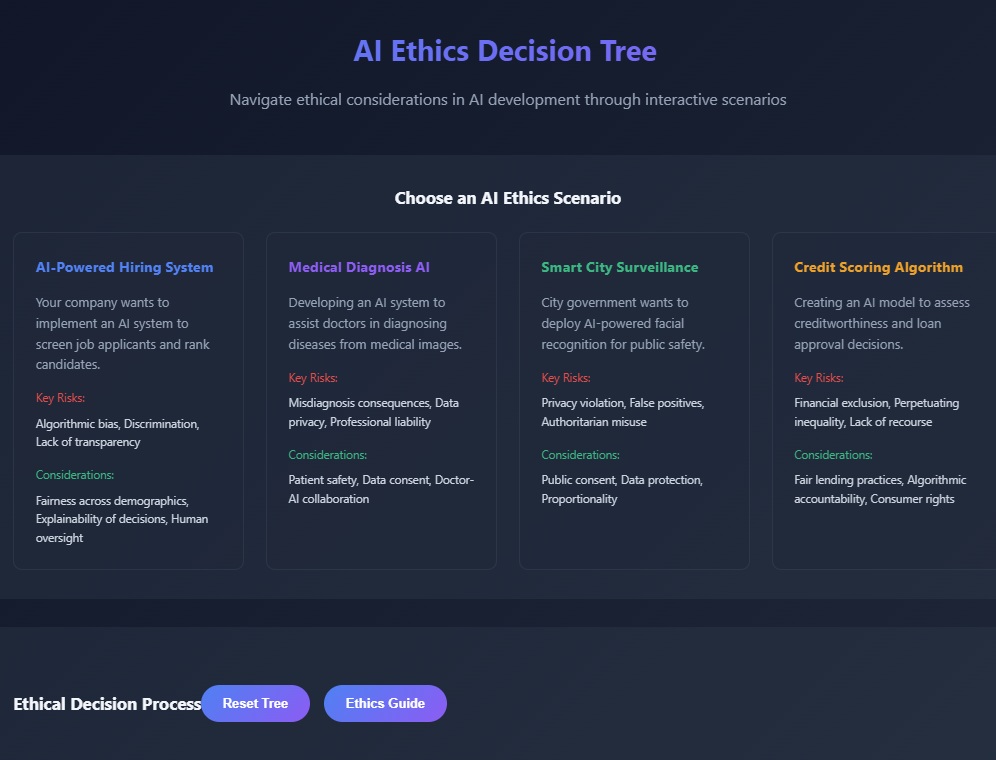 AI Ethics Decision Tree
Navigate ethical considerations in AI development through interactive scenarios
Choose an AI Ethics Scenario
AI-Powered Hiring System
Your company wants to
implement an AI system to
screen job applicants and rank
candidates.
Key Risks:
Algorithmic bias, Discrimination,
Lack of transparency
Considerations:
Fairness across demographics,
Explainability of decisions, Human
oversight
Medical Diagnosis AI
Developing an AI system to
assist doctors in diagnosing
diseases from medical images.
Key Risks:
Misdiagnosis consequences, Data
privacy, Professional liability
Considerations:
Patient safety, Data consent, Doctor-
AI collaboration
Smart City Surveillance
City government wants to
deploy AI-powered facial
recognition for public safety.
Key Risks:
Privacy violation, False positives,
Authoritarian misuse
Considerations:
Public consent, Data protection,
Proportionality
Credit Scoring Algorithm
Creating an AI model to assess
creditworthiness and loan
approval decisions.
Key Risks:
Financial exclusion, Perpetuating
inequality, Lack of recourse
Considerations:
Fair lending practices, Algorithmic
accountability, Consumer rights
Ethical Decision Process
Reset Tree
Ethics Guide